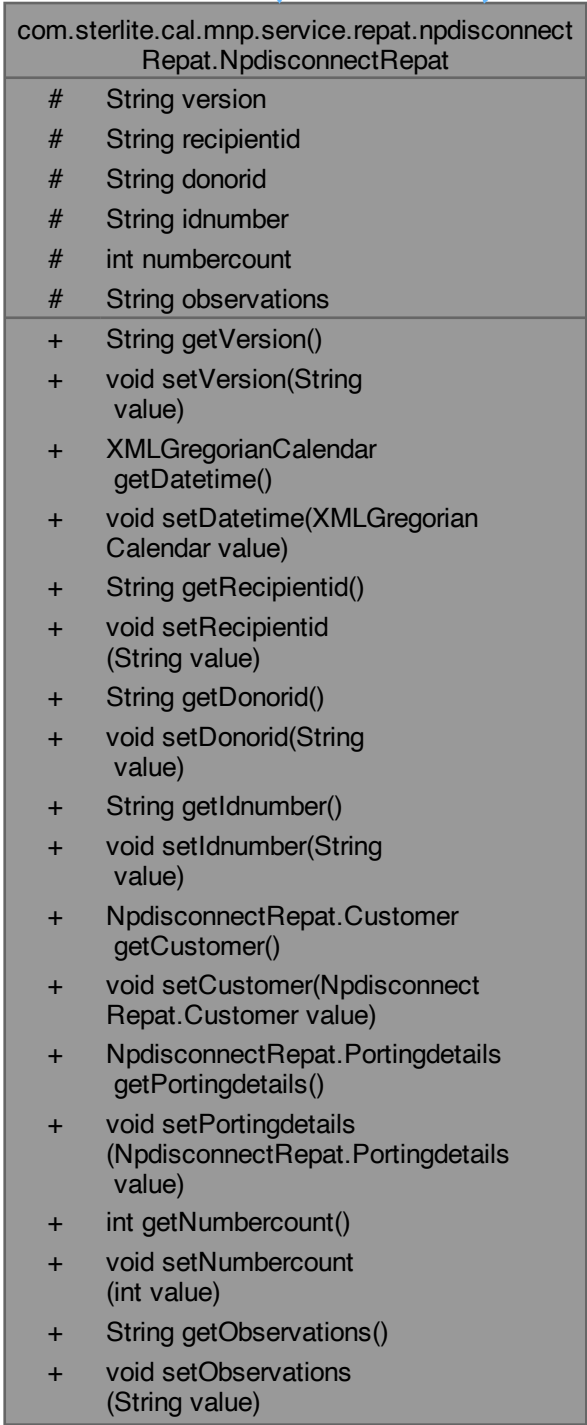 com.sterlite.cal.mnp.service.repat.npdisconnect
Repat.NpdisconnectRepat
# String version
# String recipientid
# String donorid
# String idnumber
# int numbercount
# String observations
+ String getVersion()
+ void setVersion(String
value)
+ XMLGregorianCalendar
getDatetime()
+ void setDatetime(XMLGregorian
Calendar value)
+ String getRecipientid()
+ void setRecipientid
(String value)
+ String getDonorid()
+ void setDonorid(String
value)
+ String getIdnumber()
+ void setIdnumber(String
value)
+ NpdisconnectRepat.Customer
getCustomer()
+ void setCustomer(Npdisconnect
Repat.Customer value)
+ NpdisconnectRepat.Portingdetails
getPortingdetails()
+ void setPortingdetails
(NpdisconnectRepat.Portingdetails
value)
+ int getNumbercount()
+ void setNumbercount
(int value)
+ String getObservations()
+ void setObservations
(String value)